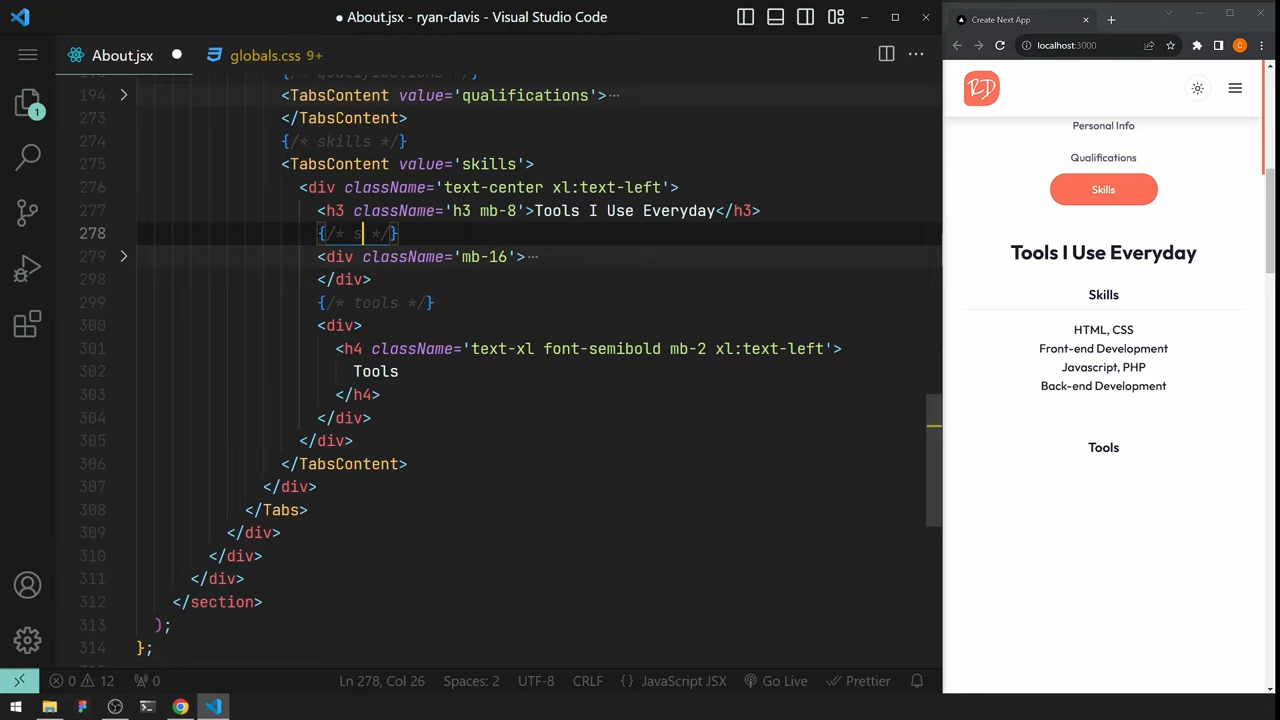 ● About.jsx - ryan-davis - Visual Studio Code
About.jsx ●
globals.css 9+
{/* qualifications */}
194 <TabsContent value='qualifications'>···
273 </TabsContent>
274 {/* skills */}
275 <TabsContent value='skills'>
276 <div className='text-center xl:text-left'>
277 <h3 className='h3 mb-8'>Tools I Use Everyday</h3>
278 {/* s */}
279 <div className='mb-16'>···
298 </div>
299 {/* tools */}
300 <div>
301 <h4 className='text-xl font-semibold mb-2 xl:text-left'>
302 Tools
303 </h4>
304 </div>
305 </div>
306 </TabsContent>
307 </div>
308 </Tabs>
309 </div>
310 </div>
311 </div>
312 </section>
313 );
314 };
1
0 12 0
Ln 278, Col 26
Spaces: 2
UTF-8
CRLF
{} JavaScript JSX
Go Live
Prettier
Create Next App
localhost:3000
C
RD
Personal Info
Qualifications
Skills
Tools I Use Everyday
Skills
HTML, CSS
Front-end Development
Javascript, PHP
Back-end Development
Tools